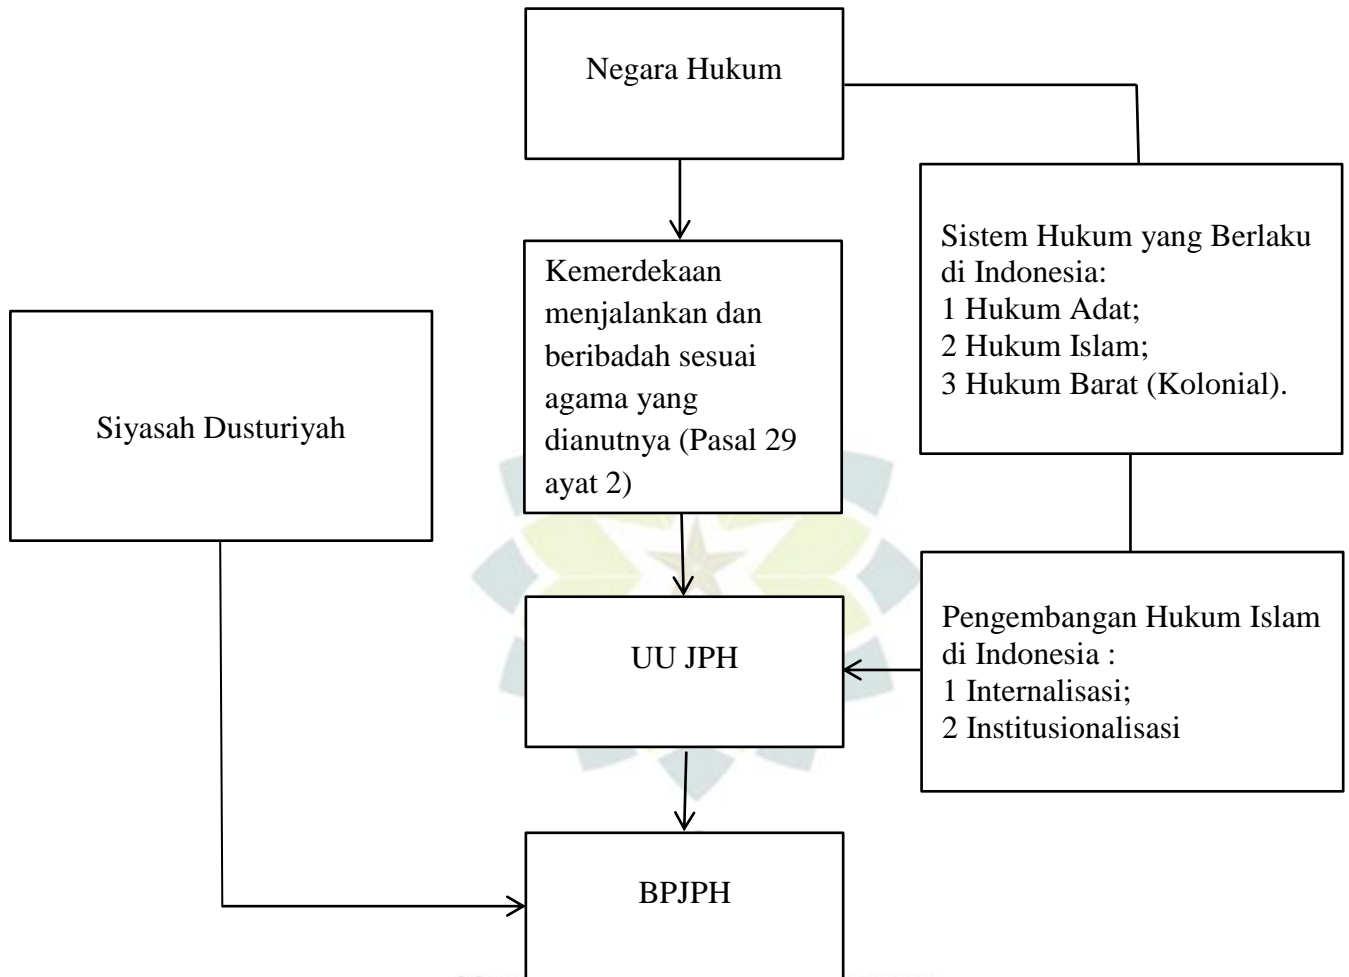 Negara Hukum
Sistem Hukum yang Berlaku
di Indonesia:
1 Hukum Adat;
2 Hukum Islam;
3 Hukum Barat (Kolonial).
Kemerdekaan
menjalankan dan
beribadah sesuai
agama yang
dianutnya (Pasal 29
ayat 2)
Siyasah Dusturiyah
Pengembangan Hukum Islam
di Indonesia :
1 Internalisasi;
2 Institusionalisasi
UU JPH
BPJPH